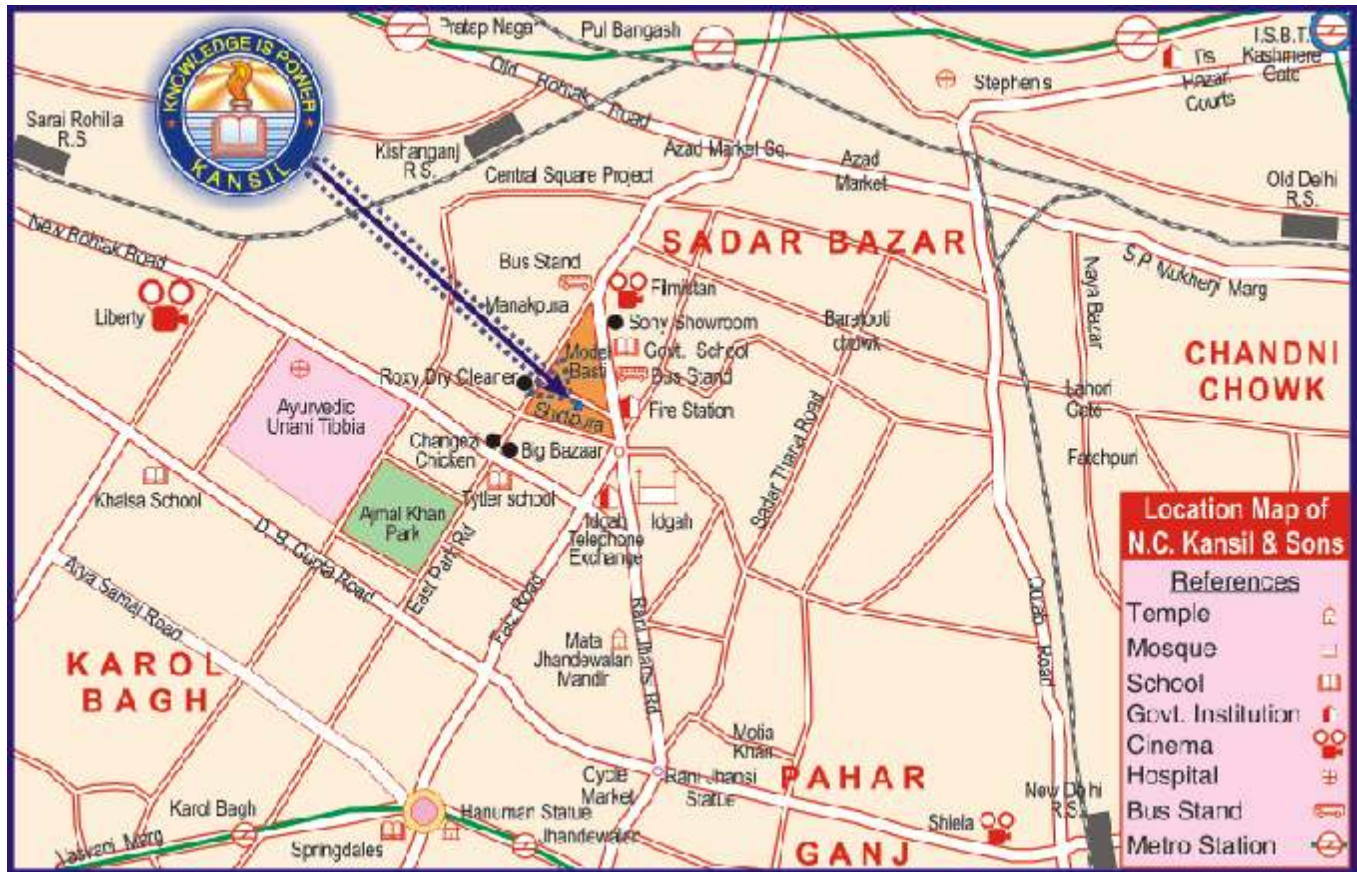 Pratap Nagar
Pul Bangash
I.S.B.T.
Kashmere
Gate
Tis
Hazari
Courts
KNOWLEDGE IS POWER
KANSIL
Old Rohtak Road
Stephen's
Sarai Rohilla
R.S
Kishanganj
R.S.
Azad Market Sq.
Azad
Market
Central Square Project
Old Delhi
R.S.
New Rohtak Road
SADAR BAZAR
S.P. Mukherji Marg
Naya Bazar
Bus Stand
Manakpura
Filmistan
Liberty
Sony Showroom
Baratooti
chowk
Model
Basti
Govt. School
CHANDNI
CHOWK
Roxy Dry Cleaner
Bus Stand
Lahori
Gate
Ayurvedic
Unani Tibbia
Shidipura
Fire Station
Changezi
Chicken
Big Bazaar
Sadar Thana Road
Fatehpuri
Khalsa School
Tytler school
Ajmal Khan
Park
Idgah
Telephone
Exchange
Idgah
D. B. Gupta Road
East Park Rd
Location Map of
N.C. Kansil & Sons
References
Temple
Mosque
School
Govt. Institution
Cinema
Hospital
Bus Stand
Metro Station
Arya Samaj Road
Faiz Road
Rani Jhansi Rd
Qutab Road
Mata
Jhandewalan
Mandir
KAROL
BAGH
Motia
Khan
Cycle
Market
Rani Jhansi
Statue
PAHAR
GANJ
New Delhi
R.S.
Karol Bagh
Hanuman Statue
Shiela
Springdales
Marg